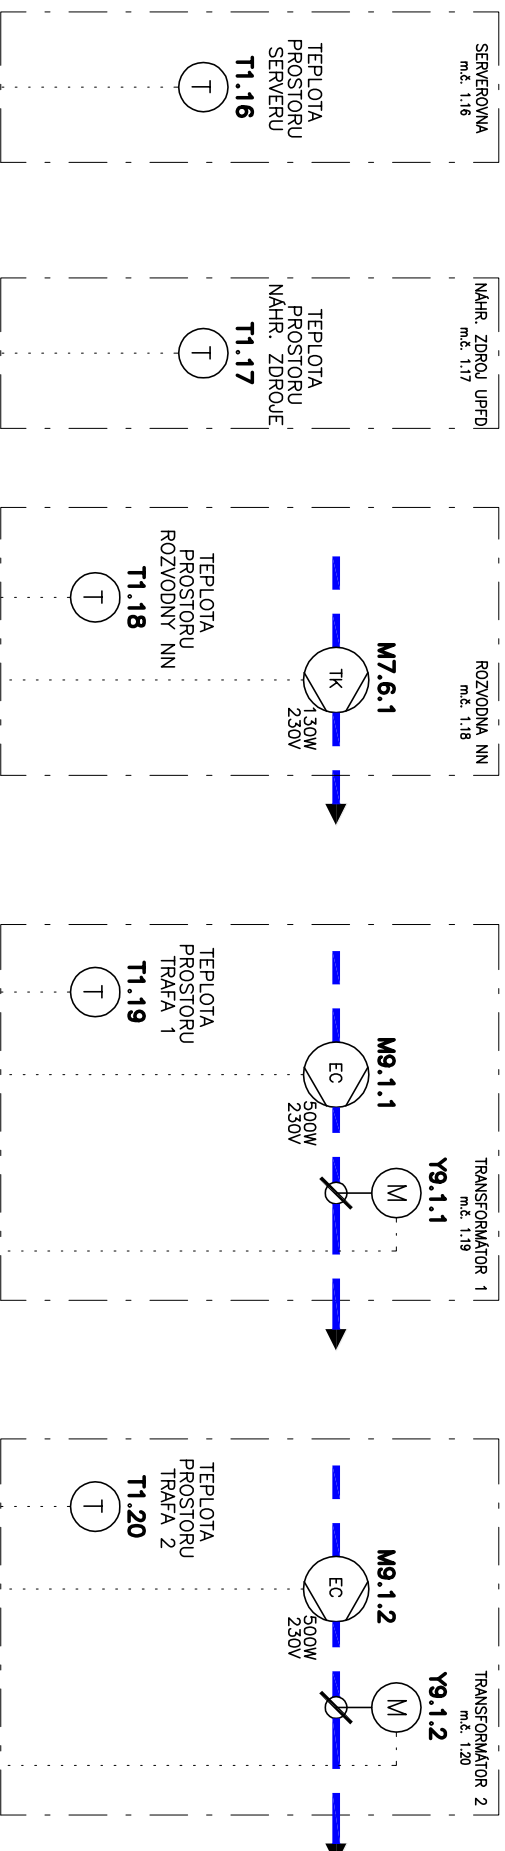 SERVEROVNA
m.č. 1.16
TEPLOTA
PROSTORU
SERVERU
T1.16
T
NÁHR. ZDROJ UPFD
m.č. 1.17
TEPLOTA
PROSTORU
NÁHR. ZDROJE
T1.17
T
ROZVODNA NN
m.č. 1.18
M7.6.1
TK
130W
230V
TEPLOTA
PROSTORU
ROZVODNY NN
T1.18
T
TRANSFORMÁTOR 1
m.č. 1.19
Y9.1.1
M
M9.1.1
EC
500W
230V
TEPLOTA
PROSTORU
TRAFA 1
T1.19
T
TRANSFORMÁTOR 2
m.č. 1.20
Y9.1.2
M
M9.1.2
EC
500W
230V
TEPLOTA
PROSTORU
TRAFA 2
T1.20
T